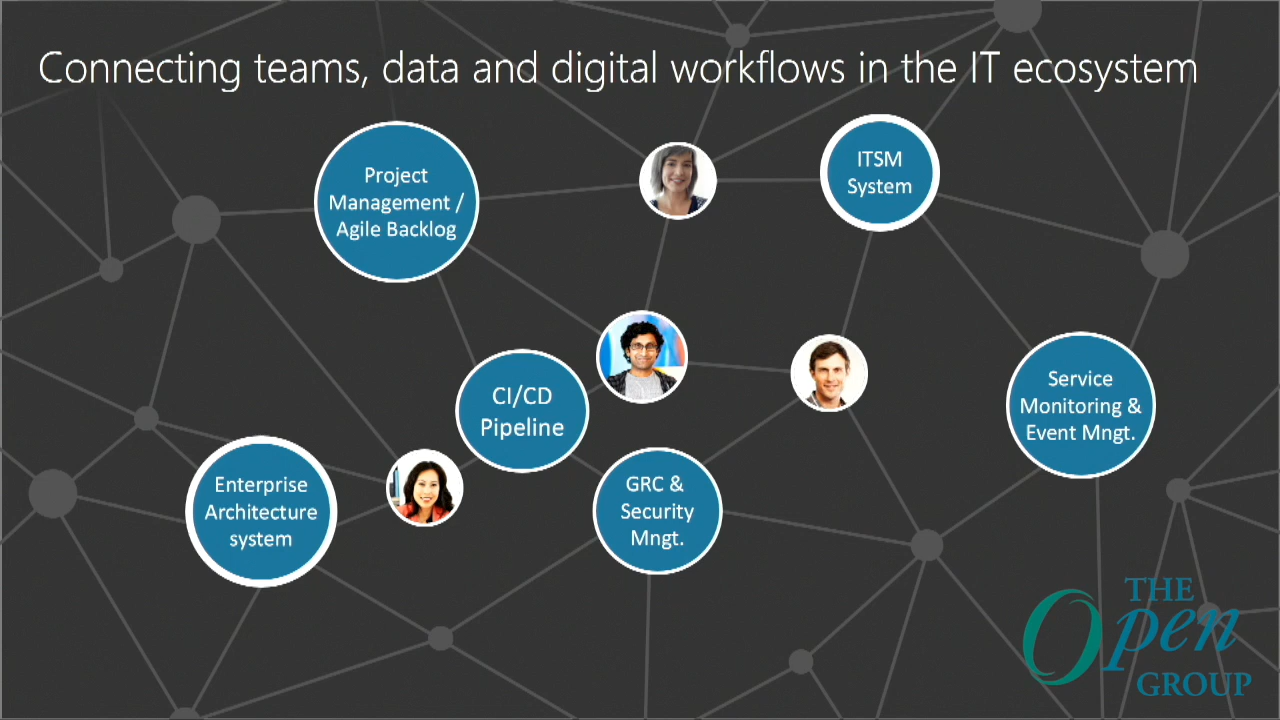 Connecting teams, data and digital workflows in the IT ecosystem
Project
Management /
Agile Backlog
ITSM
System
CI/CD
Pipeline
Service
Monitoring &
Event Mngt.
Enterprise
Architecture
system
GRC &
Security
Mngt.
THE
Open
GROUP